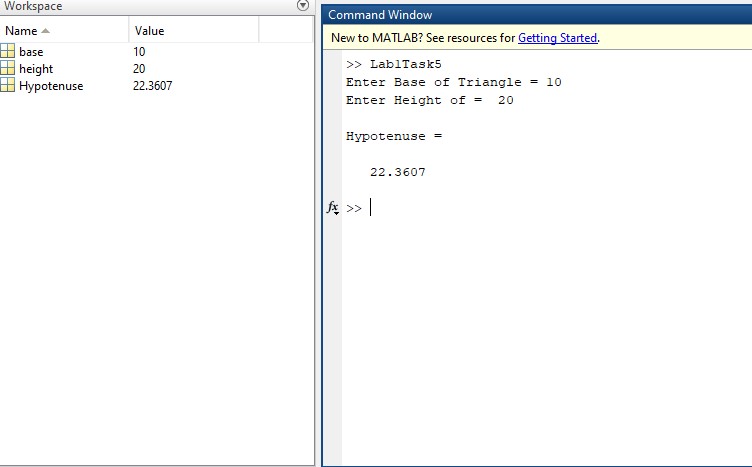 Workspace
Name Value
base 10
height 20
Hypotenuse 22.3607
Command Window
New to MATLAB? See resources for Getting Started.
>> Lab1Task5
Enter Base of Triangle = 10
Enter Height of =  20
Hypotenuse =
22.3607
fx >>